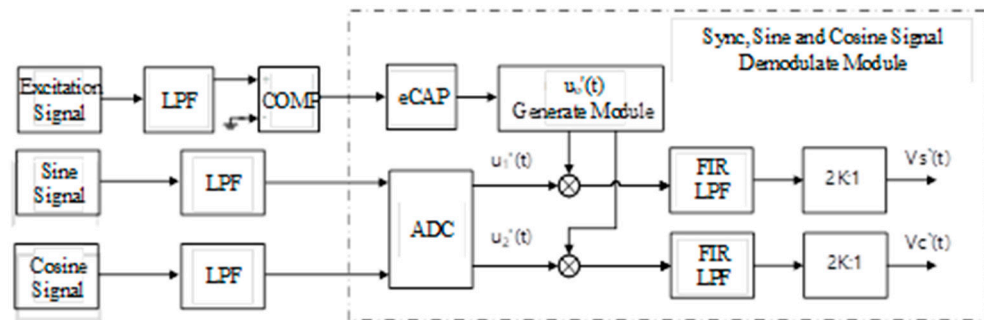 Sync, Sine and Cosine Signal
Demodulate Module
Excitation
Signal
LPF
+
-
COMP
eCAP
Generate Module
Sine
Signal
LPF
ADC
u₁*(t)
FIR
LPF
2K:1
Vs'(t)
Cosine
Signal
LPF
u₂*(t)
FIR
LPF
2K:1
Vc'(t)